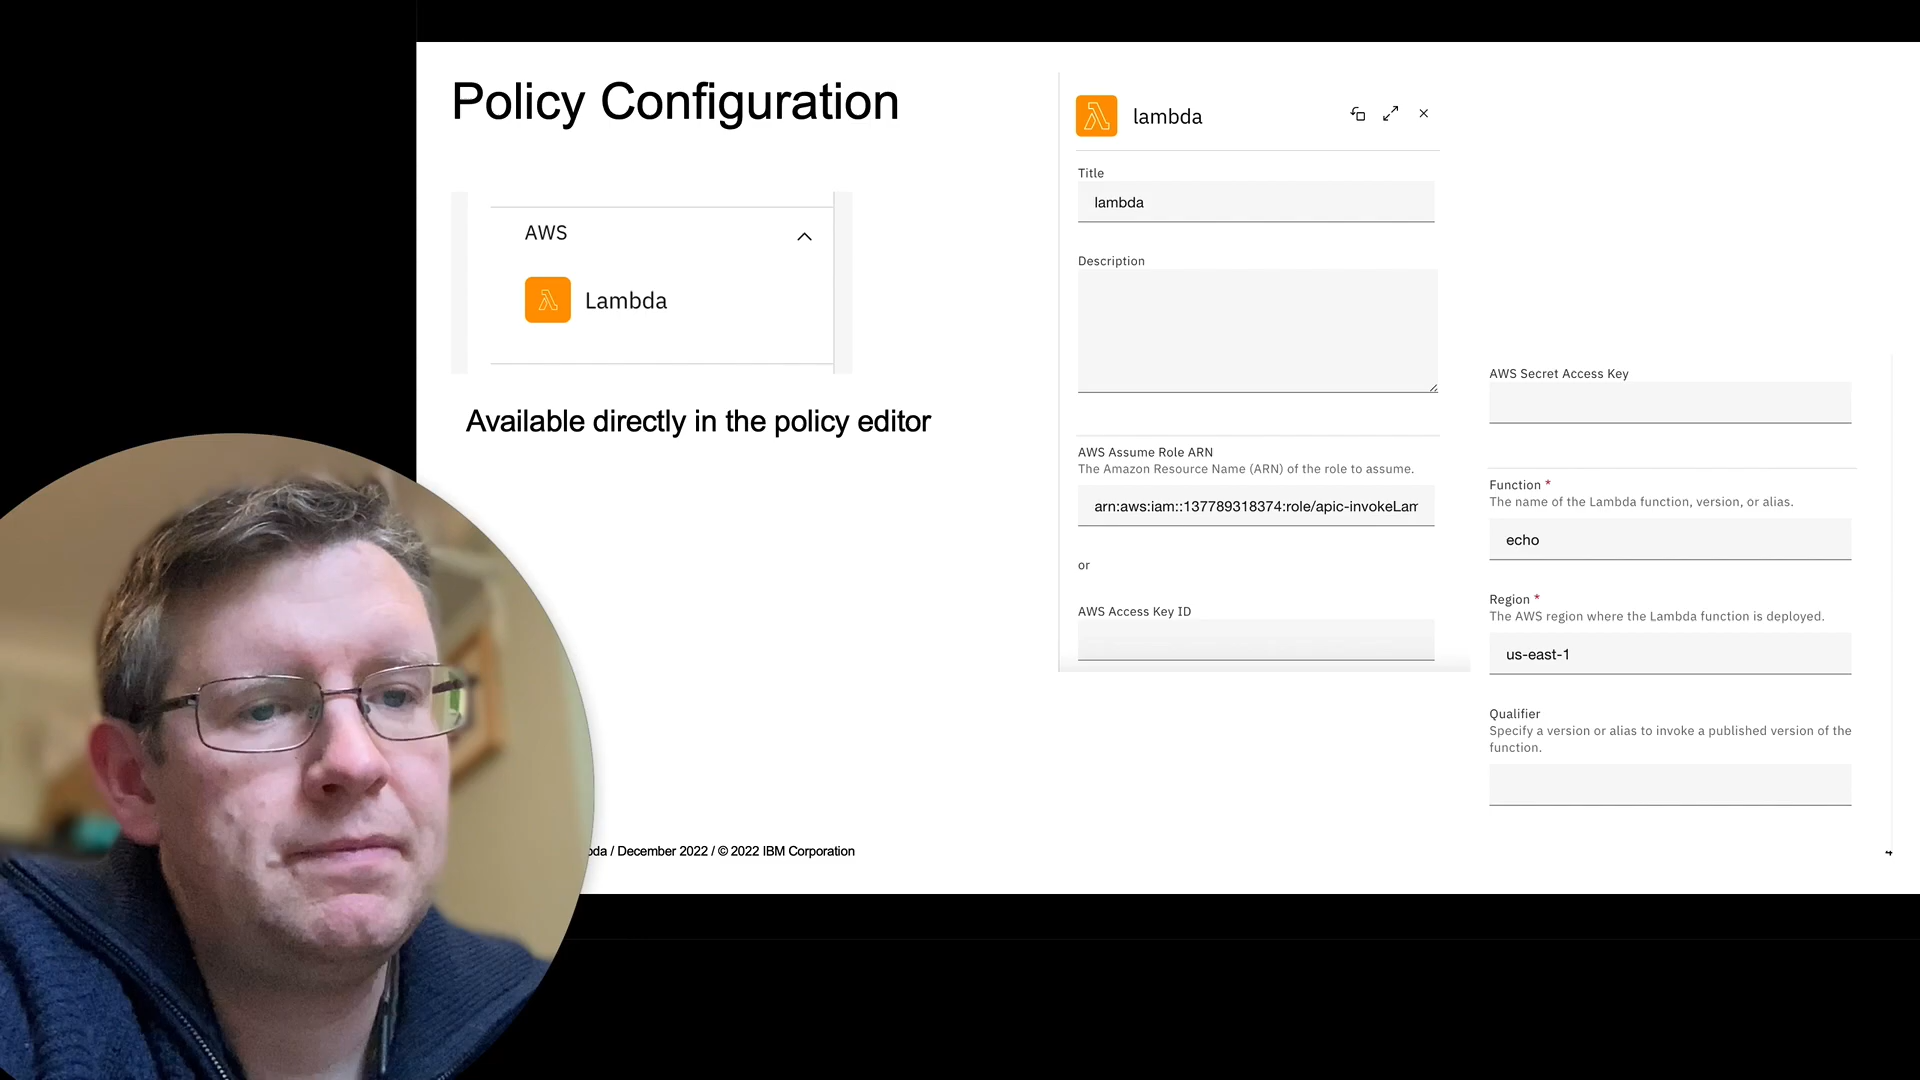 Policy Configuration
AWS
Lambda
Available directly in the policy editor
lambda
Title
lambda
Description
AWS Assume Role ARN
The Amazon Resource Name (ARN) of the role to assume.
arn:aws:iam::137789318374:role/apic-invokeLam
or
AWS Access Key ID
AWS Secret Access Key
Function *
The name of the Lambda function, version, or alias.
echo
Region *
The AWS region where the Lambda function is deployed.
us-east-1
Qualifier
Specify a version or alias to invoke a published version of the
function.
/ December 2022 / © 2022 IBM Corporation